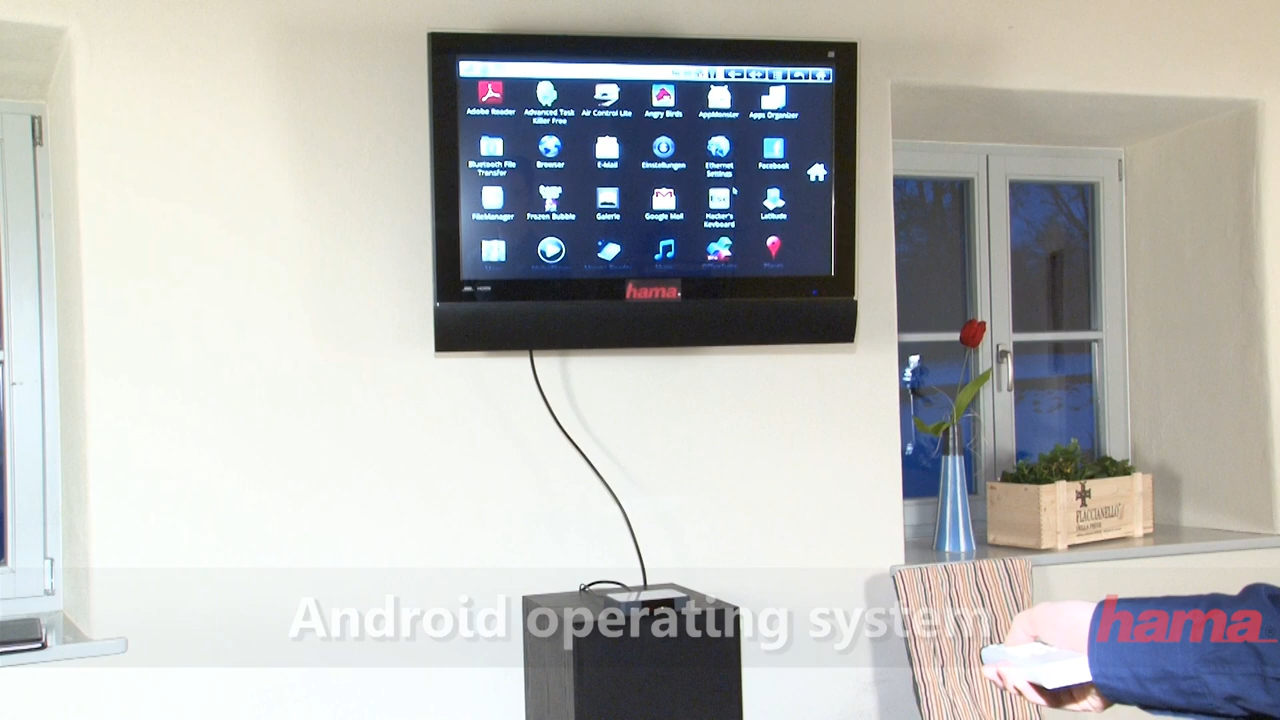 Adobe Reader
Advanced Task Killer Free
Air Control Lite
Angry Birds
AppMonster
Apps Organizer
Bluetooth File Transfer
Browser
E-Mail
Einstellungen
Ethernet Settings
Facebook
FileManager
Frozen Bubble
Galerie
Google Mail
Hacker's Keyboard
Latitude
hama.
FLACCIANELLO
Android operating system
hama